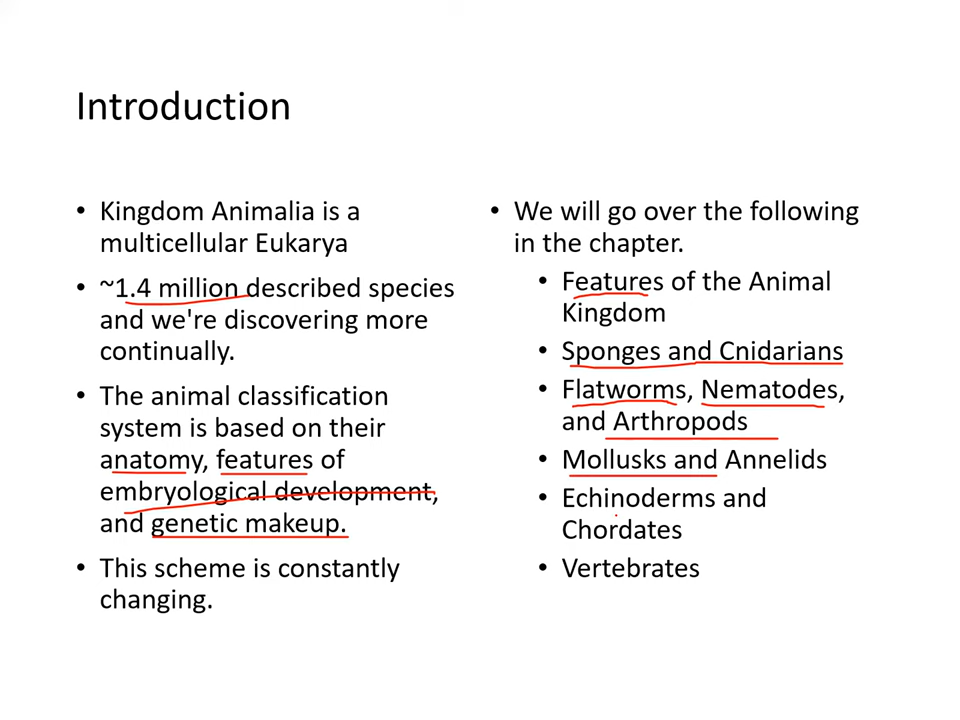 Introduction
• Kingdom Animalia is a
multicellular Eukarya
• ~1.4 million described species
and we're discovering more
continually.
• The animal classification
system is based on their
anatomy, features of
embryological development,
and genetic makeup.
• This scheme is constantly
changing.
• We will go over the following
in the chapter.
• Features of the Animal
Kingdom
• Sponges and Cnidarians
• Flatworms, Nematodes,
and Arthropods
• Mollusks and Annelids
• Echinoderms and
Chordates
• Vertebrates